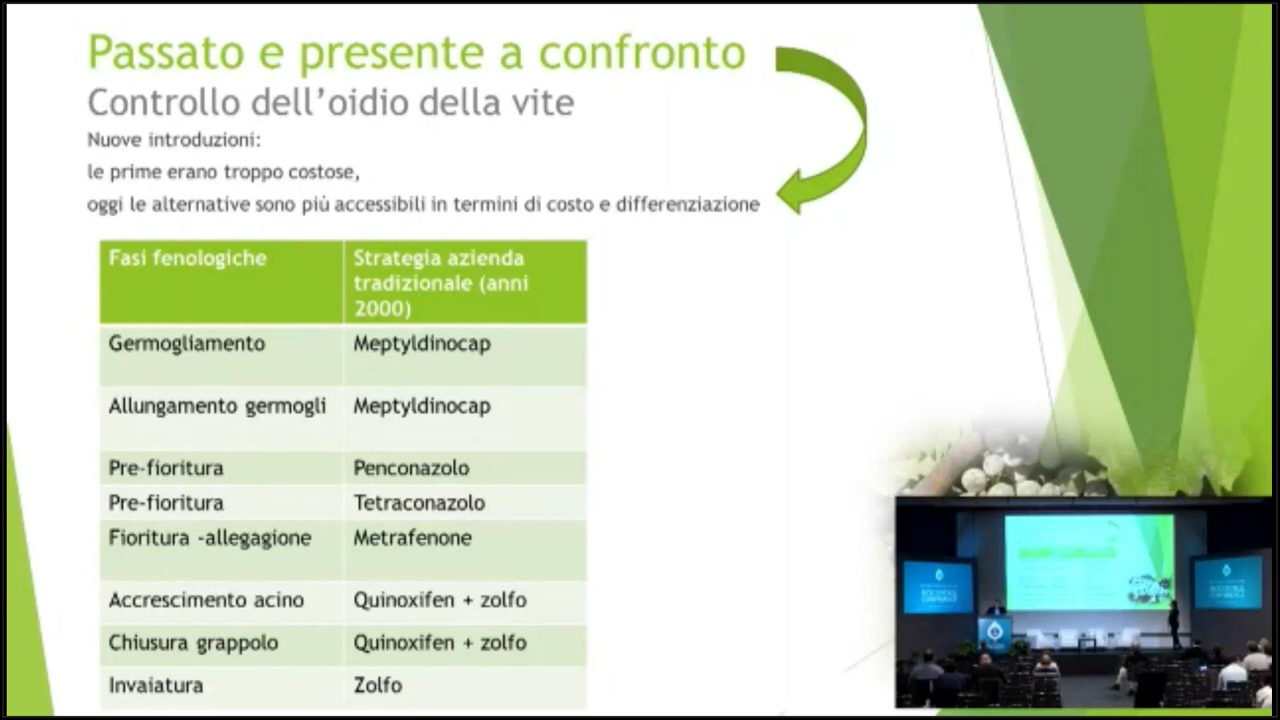 Passato e presente a confronto
Controllo dell'oidio della vite
Nuove introduzioni:
le prime erano troppo costose,
oggi le alternative sono più accessibili in termini di costo e differenziazione
Fasi fenologiche
Strategia azienda
tradizionale (anni
2000)
Germogliamento
Meptyldinocap
Allungamento germogli
Meptyldinocap
Pre-fioritura
Penconazolo
Pre-fioritura
Tetraconazolo
Fioritura -allegagione
Metrafenone
Accrescimento acino
Quinoxifen + zolfo
Chiusura grappolo
Quinoxifen + zolfo
Invaiatura
Zolfo